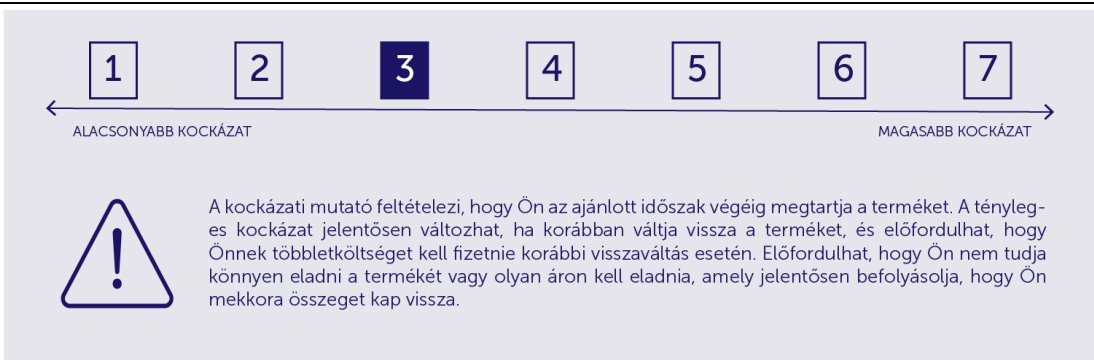 1 2 3 4 5 6 7
ALACSONYABB KOCKÁZAT MAGASABB KOCKÁZAT
!
A kockázati mutató feltételezi, hogy Ön az ajánlott időszak végéig megtartja a terméket. A tényleg-
es kockázat jelentősen változhat, ha korábban váltja vissza a terméket, és előfordulhat, hogy
Önnek többletköltséget kell fizetnie korábbi visszaváltás esetén. Előfordulhat, hogy Ön nem tudja
könnyen eladni a termékét vagy olyan áron kell eladnia, amely jelentősen befolyásolja, hogy Ön
mekkora összeget kap vissza.